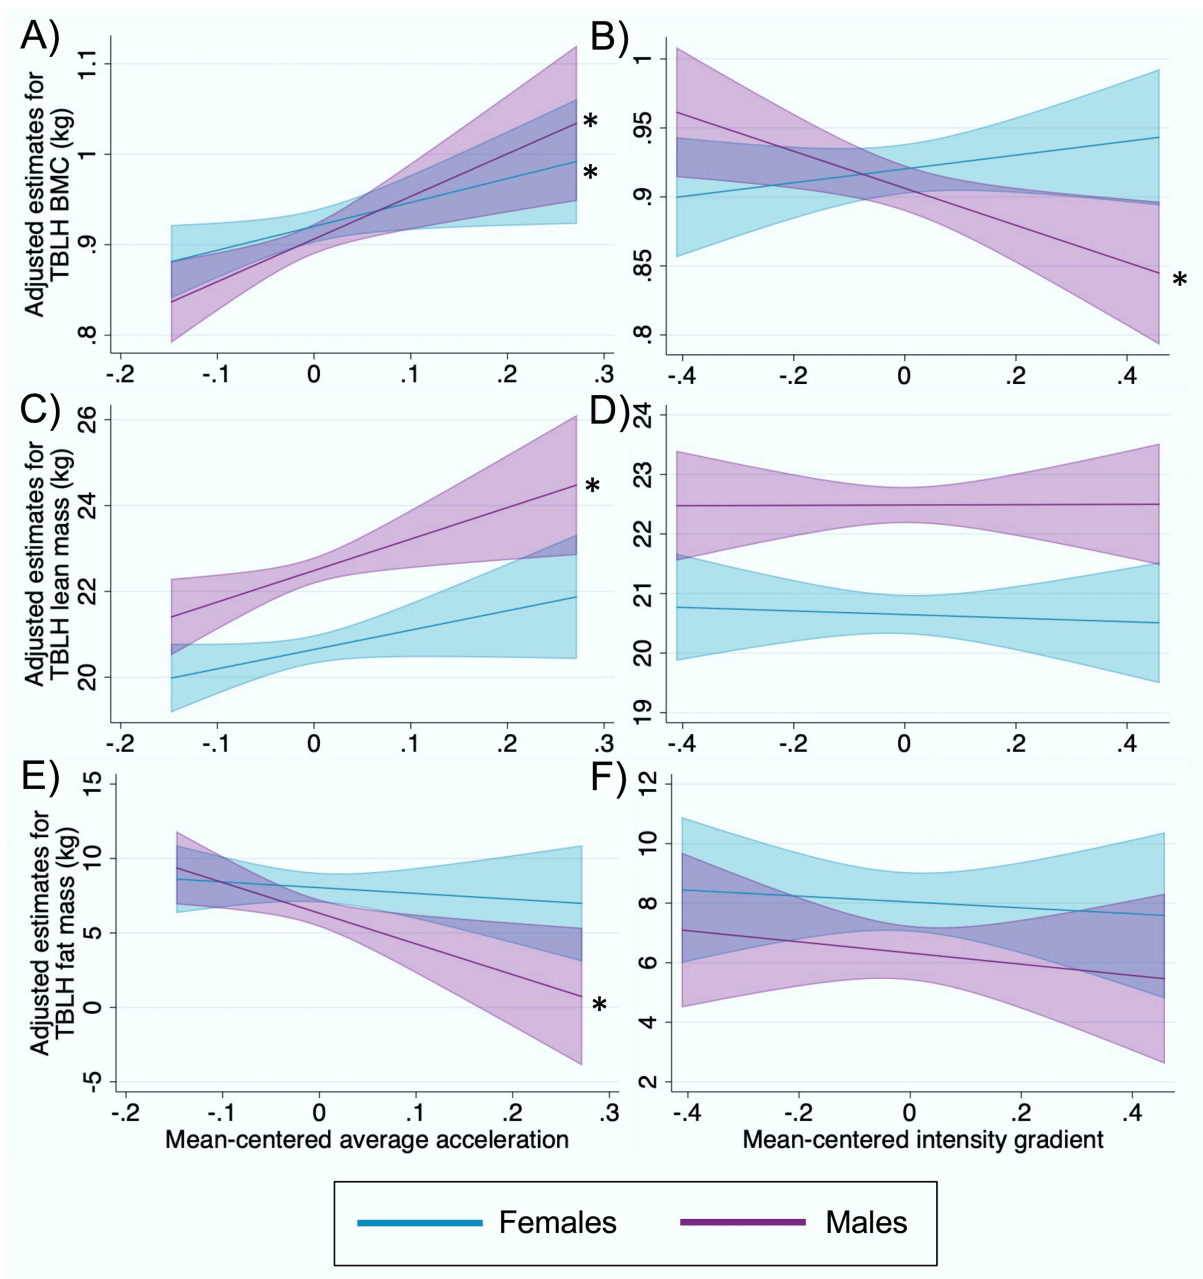 A)
Adjusted estimates for
TBLH BMC (kg)
1.1
1
.9
.8
*
*
-.2 -.1 0 .1 .2 .3
B)
1
.95
.9
.85
.8
*
-.4 -.2 0 .2 .4
C)
Adjusted estimates for
TBLH lean mass (kg)
26
24
22
20
*
-.2 -.1 0 .1 .2 .3
D)
24
23
22
21
20
19
-.4 -.2 0 .2 .4
E)
Adjusted estimates for
TBLH fat mass (kg)
15
10
5
0
-5
*
-.2 -.1 0 .1 .2 .3
Mean-centered average acceleration
F)
12
10
8
6
4
2
-.4 -.2 0 .2 .4
Mean-centered intensity gradient
Females Males